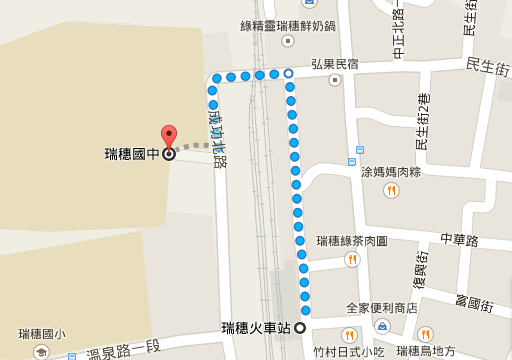 綠精靈瑞穗鮮奶鍋
中正北路一
民生街
弘果民宿
民生街
民生街2巷
成功北路
瑞穗國中
涂媽媽肉粽
瑞穗綠茶肉圓
中華路
復興街
富國街
全家便利商店
瑞穗火車站
瑞穗國小
溫泉路一段
竹村日式小吃
瑞穗鳥地方